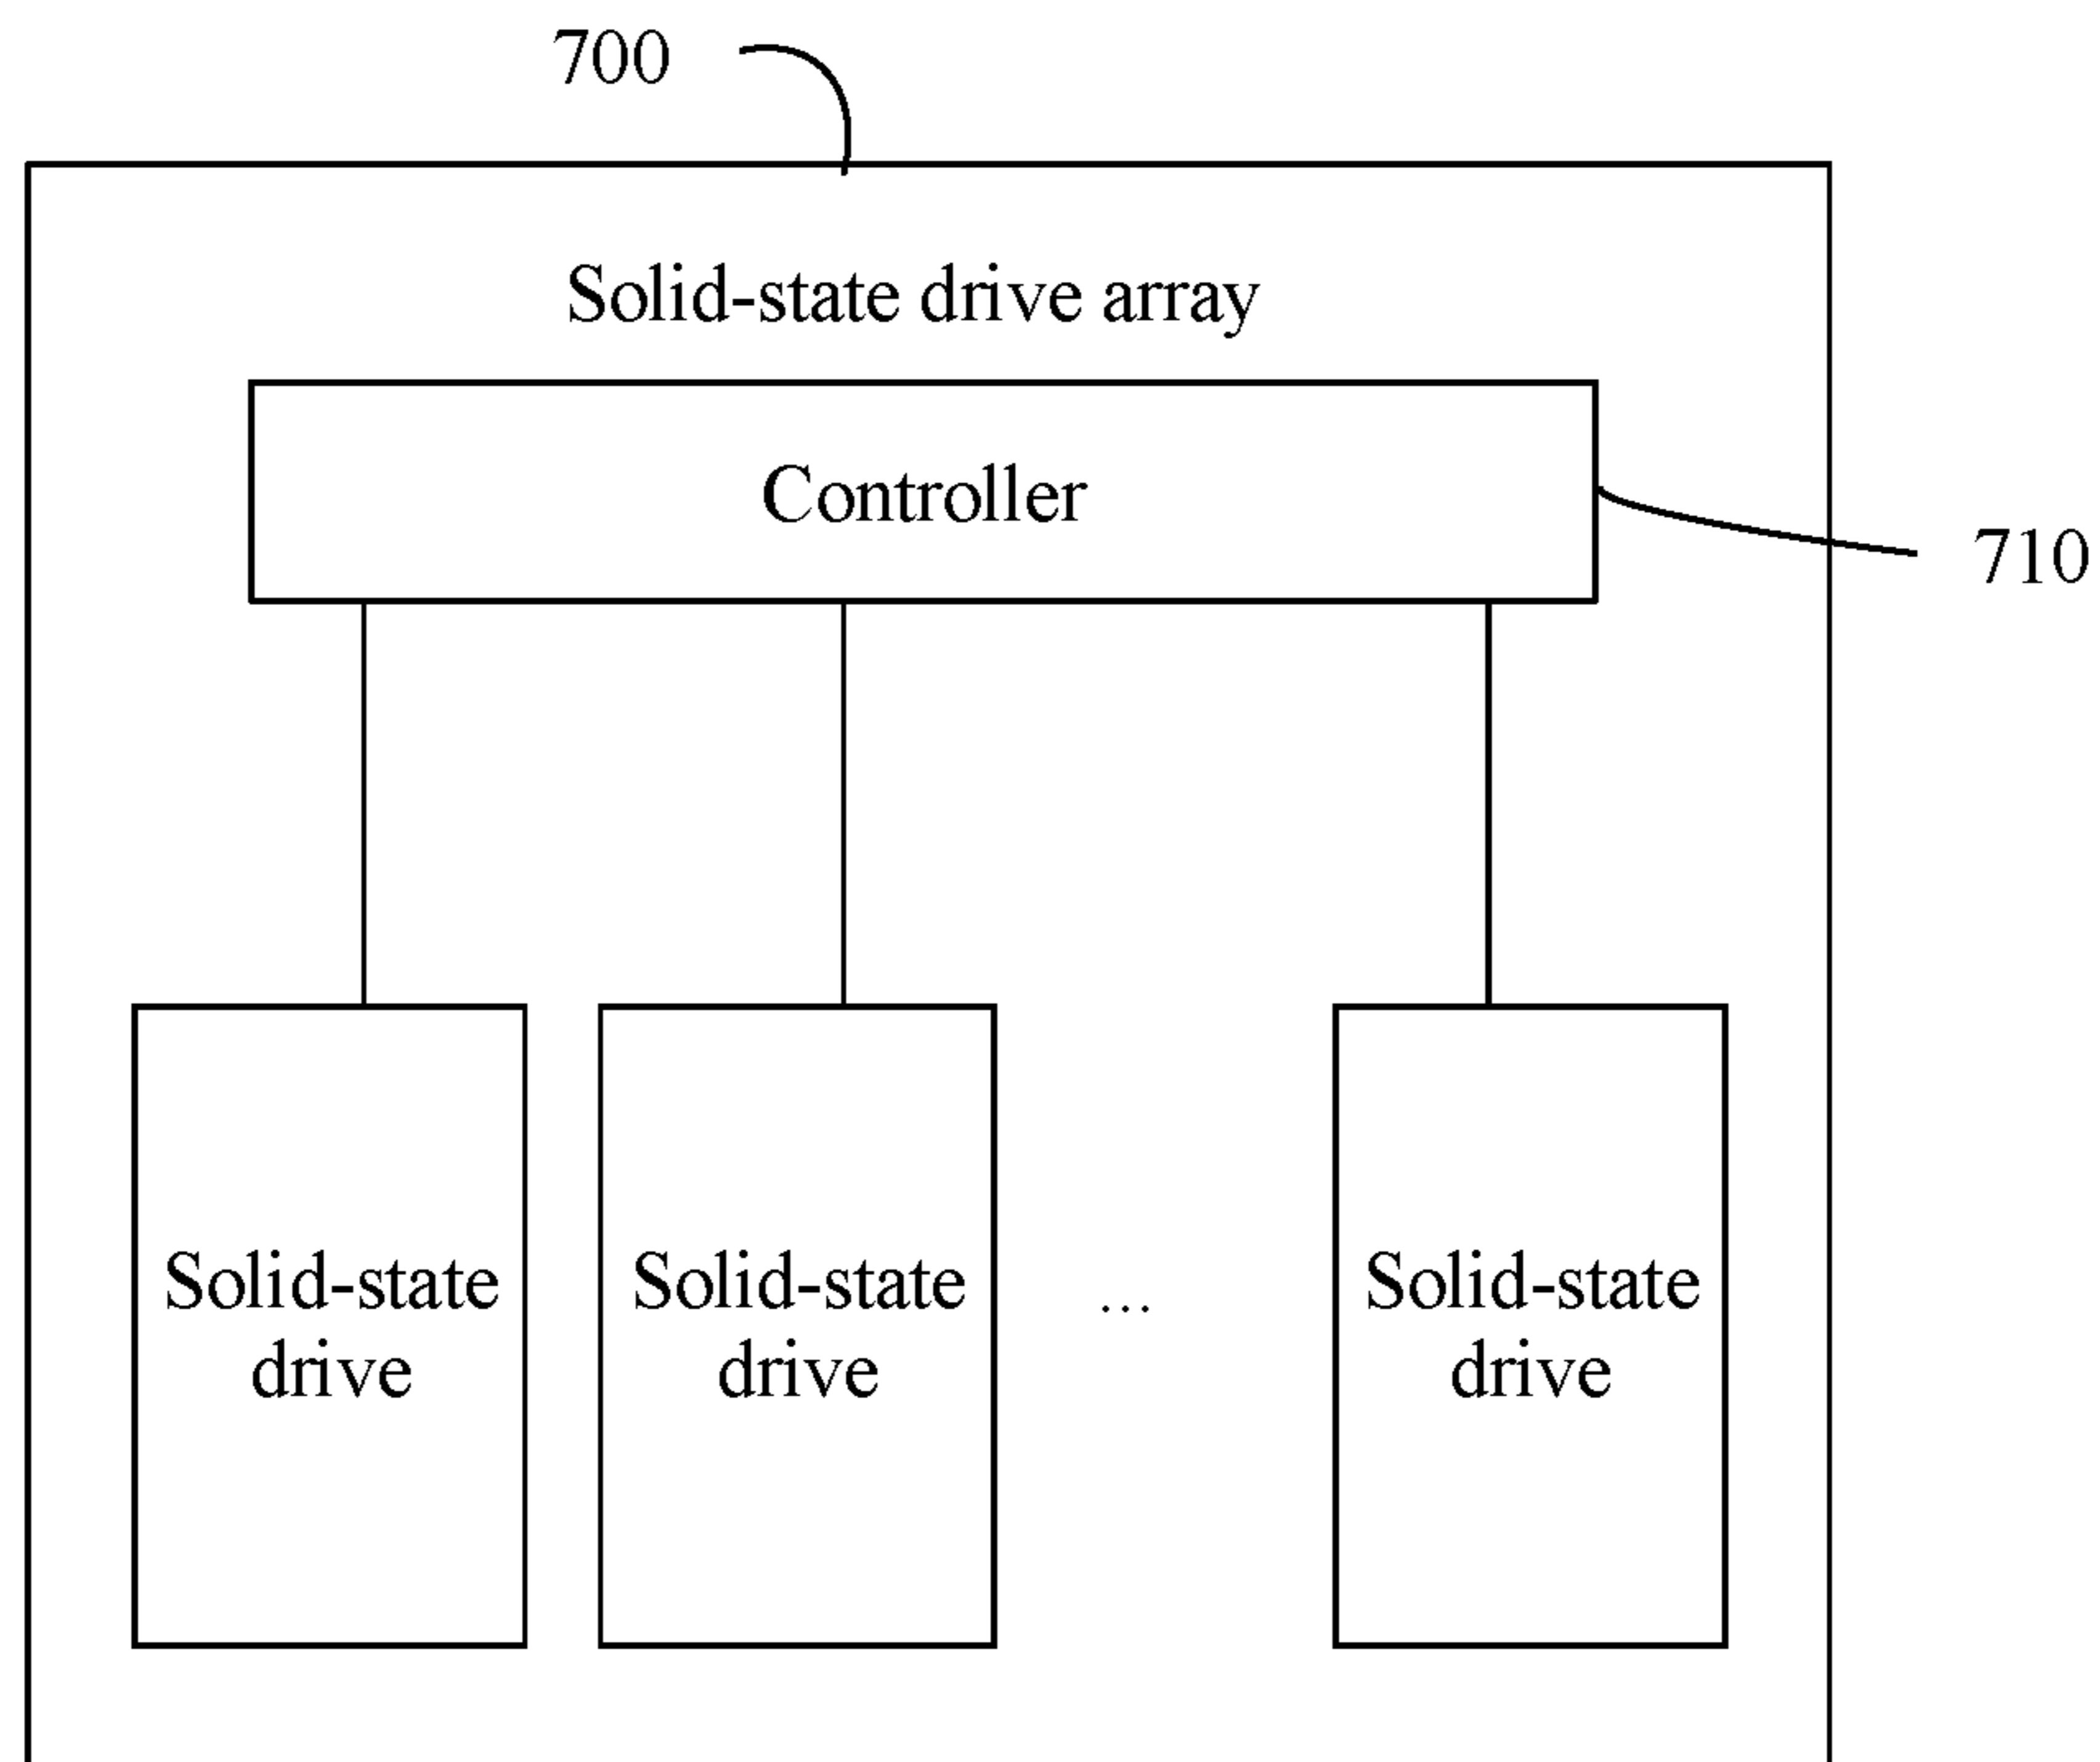 700
Solid-state drive array
Controller
710
Solid-state
drive
Solid-state
drive
...
Solid-state
drive